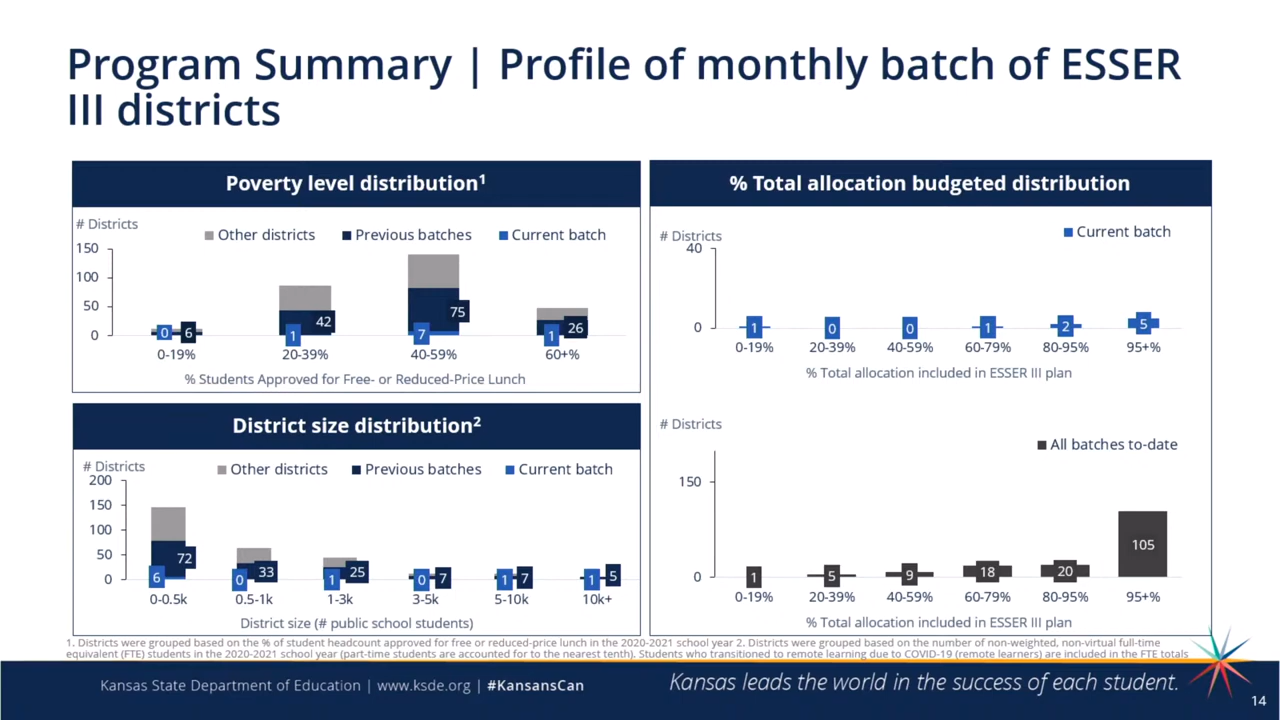 Program Summary | Profile of monthly batch of ESSER
III districts
Poverty level distribution¹
# Districts
Other districts Previous batches Current batch
150
100
50
0
0 6 1 42 7 75 1 26
0-19% 20-39% 40-59% 60+%
% Students Approved for Free- or Reduced-Price Lunch
District size distribution²
# Districts
Other districts Previous batches Current batch
200
150
100
50
0
6 72 0 33 1 25 0 7 1 7 1 5
0-0.5k 0.5-1k 1-3k 3-5k 5-10k 10k+
District size (# public school students)
% Total allocation budgeted distribution
# Districts
Current batch
40
0
1 0 0 1 2 5
0-19% 20-39% 40-59% 60-79% 80-95% 95+%
% Total allocation included in ESSER III plan
# Districts
All batches to-date
150
0
1 5 9 18 20 105
0-19% 20-39% 40-59% 60-79% 80-95% 95+%
% Total allocation included in ESSER III plan
1. Districts were grouped based on the % of student headcount approved for free or reduced-price lunch in the 2020-2021 school year 2. Districts were grouped based on the number of non-weighted, non-virtual full-time
equivalent (FTE) students in the 2020-2021 school year (part-time students are accounted for to the nearest tenth). Students who transitioned to remote learning due to COVID-19 (remote learners) are included in the FTE totals
Kansas State Department of Education | www.ksde.org | #KansansCan
Kansas leads the world in the success of each student.
14